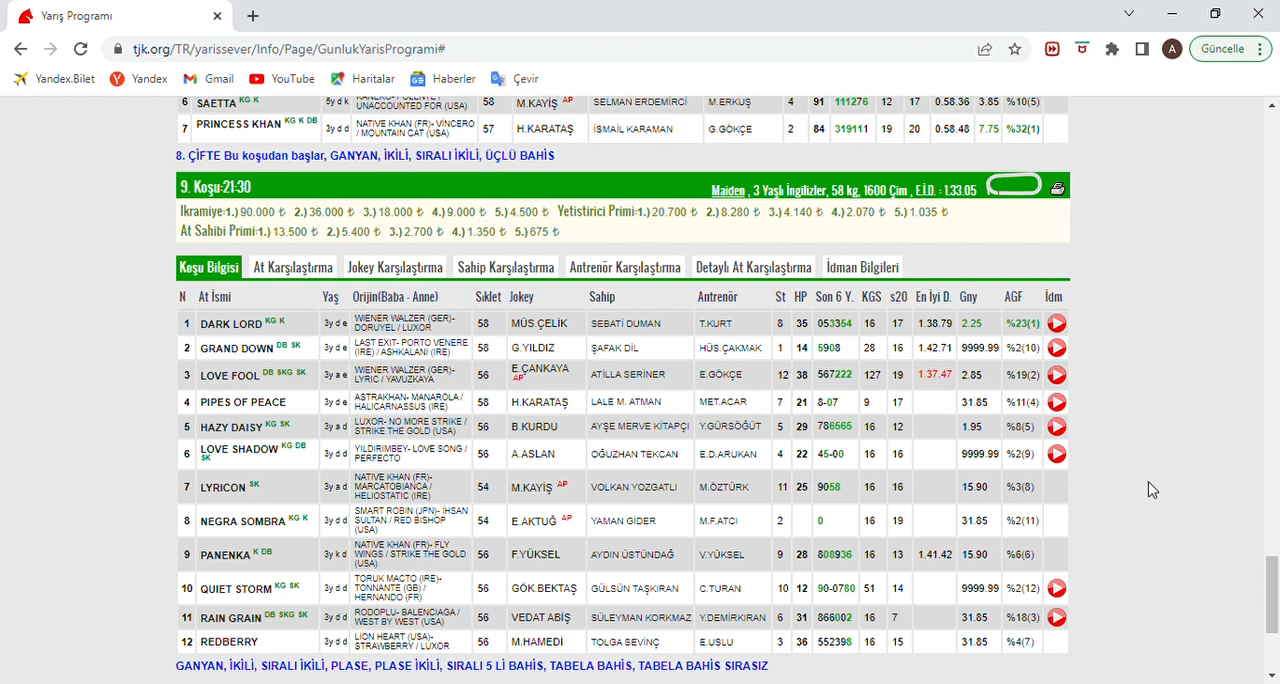 Yarış Programı
tjk.org/TR/yarissever/Info/Page/GunlukYarisProgrami#
A Güncelle
Yandex.Bilet Yandex Gmail YouTube Haritalar Haberler Çevir
6 SAETTA KG K 5y d k UNACCOUNTED FOR (USA) 58 M.KAYIŞ AP SELMAN ERDEMİRCİ M.ERKUŞ 4 91 111276 12 17 0.58.36 3.85 %10(5)
7 PRINCESS KHAN KG K DB 3y d d NATIVE KHAN (FR)- VINCERO / MOUNTAIN CAT (USA) 57 H.KARATAŞ İSMAİL KARAMAN G.GÖKÇE 2 84 319111 19 20 0.58.48 7.75 %32(1)
8. ÇİFTE Bu koşudan başlar, GANYAN, İKİLİ, SIRALI İKİLİ, ÜÇLÜ BAHİS
9. Koşu:21:30 Maiden , 3 Yaşlı İngilizler, 58 kg, 1600 Çim , E.İ.D. : 1.33.05
Ikramiye:1.) 90.000 ₺ 2.) 36.000 ₺ 3.) 18.000 ₺ 4.) 9.000 ₺ 5.) 4.500 ₺ Yetistirici Primi:1.) 20.700 ₺ 2.) 8.280 ₺ 3.) 4.140 ₺ 4.) 2.070 ₺ 5.) 1.035 ₺
At Sahibi Primi:1.) 13.500 ₺ 2.) 5.400 ₺ 3.) 2.700 ₺ 4.) 1.350 ₺ 5.) 675 ₺
Koşu Bilgisi At Karşılaştırma Jokey Karşılaştırma Sahip Karşılaştırma Antrenör Karşılaştırma Detaylı At Karşılaştırma İdman Bilgileri
N At İsmi Yaş Orijin(Baba - Anne) Sıklet Jokey Sahip Antrenör St HP Son 6 Y. KGS s20 En İyi D. Gny AGF İdm
1 DARK LORD KG K 3y d e WIENER WALZER (GER)- DORUYEL / LUXOR 58 MÜS.ÇELİK SEBATİ DUMAN T.KURT 8 35 053354 16 17 1.38.79 2.25 %23(1)
2 GRAND DOWN DB SK 3y d e LAST EXIT- PORTO VENERE (IRE) / ASHKALANI (IRE) 58 G.YILDIZ ŞAFAK DİL HÜS.ÇAKMAK 1 14 5908 28 16 1.42.71 9999.99 %2(10)
3 LOVE FOOL DB SKG SK 3y a e WIENER WALZER (GER)- LYRIC / YAVUZKAYA 56 E.ÇANKAYA AP ATİLLA SERİNER E.GÖKÇE 12 38 567222 127 19 1.37.47 2.85 %19(2)
4 PIPES OF PEACE 3y d e ASTRAKHAN- MANAROLA / HALICARNASSUS (IRE) 58 H.KARATAŞ LALE M. ATMAN MET.ACAR 7 21 8-07 9 17 31.85 %11(4)
5 HAZY DAISY KG SK 3y a d LUXOR- NO MORE STRIKE / STRIKE THE GOLD (USA) 56 B.KURDU AYŞE MERVE KİTAPÇI Y.GÜRSÖĞÜT 5 29 786565 16 12 1.95 %8(5)
6 LOVE SHADOW KG DB SK 3y d d YILDIRIMBEY- LOVE SONG / PERFECTO 56 A.ASLAN OĞUZHAN TEKCAN E.D.ARUKAN 4 22 45-00 16 16 9999.99 %2(9)
7 LYRICON SK 3y a d NATIVE KHAN (FR)- MARCATOBIANCA / HELIOSTATIC (IRE) 54 M.KAYIŞ AP VOLKAN YOZGATLI M.ÖZTÜRK 11 25 9058 16 16 15.90 %3(8)
8 NEGRA SOMBRA KG K 3y d d SMART ROBIN (JPN)- İHSAN SULTAN / RED BISHOP (USA) 54 E.AKTUĞ AP YAMAN GİDER M.F.ATCI 2 0 16 19 31.85 %2(11)
9 PANENKA K DB 3y k d NATIVE KHAN (FR)- FLY WINGS / STRIKE THE GOLD (USA) 56 F.YÜKSEL AYDIN ÜSTÜNDAĞ V.YÜKSEL 9 28 808936 16 13 1.41.42 15.90 %6(6)
10 QUIET STORM KG SK 3y d d TORUK MACTO (IRE)- TONNANTE (GB) / HERNANDO (FR) 56 GÖK.BEKTAŞ GÜLSÜN TAŞKIRAN C.TURAN 10 12 90-0780 51 14 9999.99 %2(12)
11 RAIN GRAIN DB SKG SK 3y d d RODOPLU- BALENCIAGA / WEST BY WEST (USA) 56 VEDAT ABİŞ SÜLEYMAN KORKMAZ Y.DEMİRKIRAN 6 31 866002 16 7 31.85 %18(3)
12 REDBERRY 3y d d LION HEART (USA)- STRAWBERRY / LUXOR 56 M.HAMEDİ TOLGA SEVİNÇ E.USLU 3 36 552398 16 15 31.85 %4(7)
GANYAN, İKİLİ, SIRALI İKİLİ, PLASE, PLASE İKİLİ, SIRALI 5 Lİ BAHİS, TABELA BAHİS, TABELA BAHİS SIRASIZ